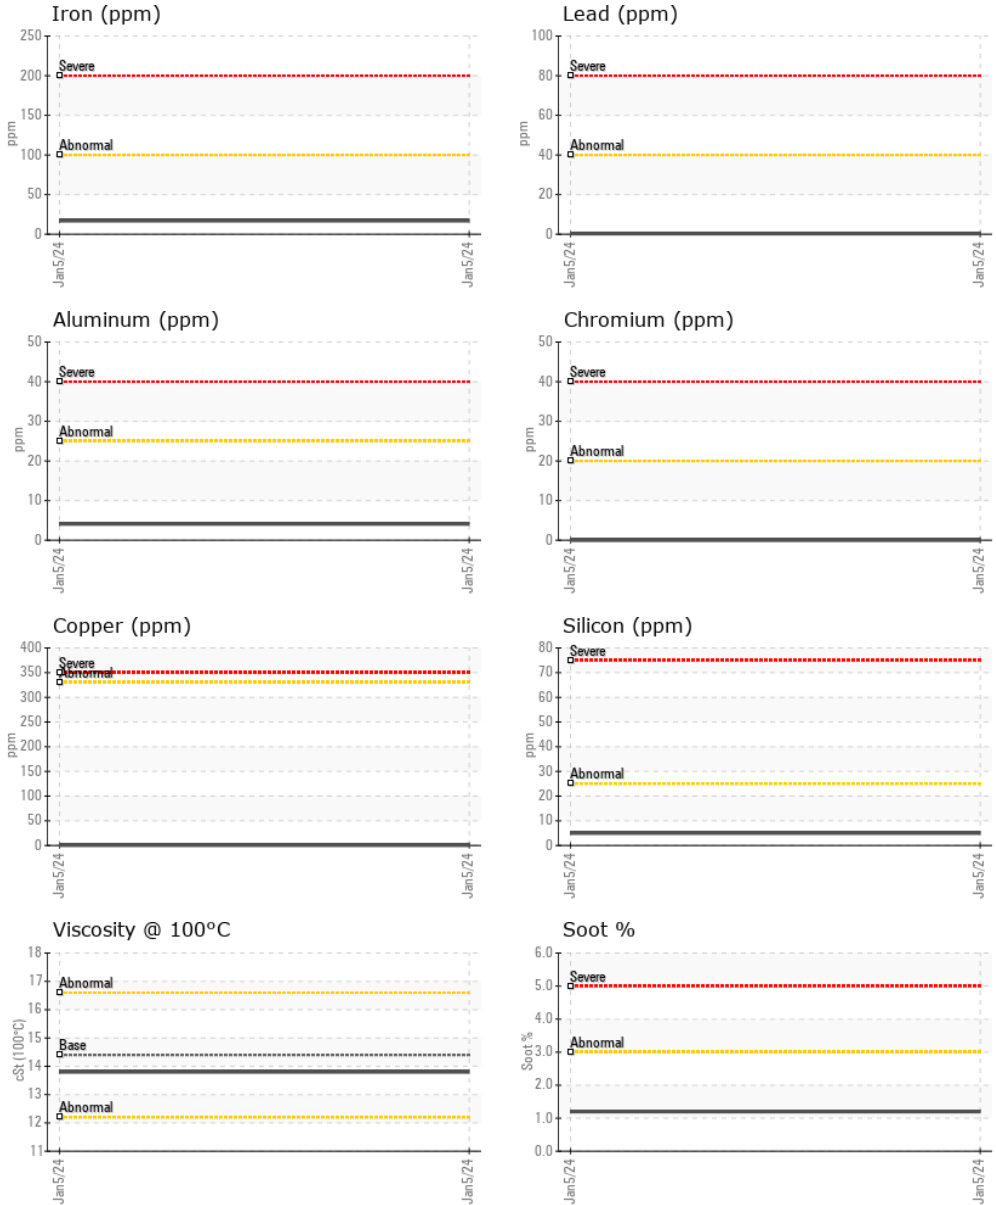 Iron (ppm)
250
200
150
100
50
0
ppm
Severe
Abnormal
Jan5/24
Jan5/24
Lead (ppm)
100
80
60
40
20
0
ppm
Severe
Abnormal
Jan5/24
Jan5/24
Aluminum (ppm)
50
40
30
20
10
0
ppm
Severe
Abnormal
Jan5/24
Jan5/24
Chromium (ppm)
50
40
30
20
10
0
ppm
Severe
Abnormal
Jan5/24
Jan5/24
Copper (ppm)
400
350
300
250
200
150
100
50
0
ppm
Severe
Abnormal
Jan5/24
Jan5/24
Silicon (ppm)
80
70
60
50
40
30
20
10
0
ppm
Severe
Abnormal
Jan5/24
Jan5/24
Viscosity @ 100°C
18
17
16
15
14
13
12
11
cSt (100°C)
Abnormal
Base
Abnormal
Jan5/24
Jan5/24
Soot %
6.0
5.0
4.0
3.0
2.0
1.0
0.0
Soot %
Severe
Abnormal
Jan5/24
Jan5/24